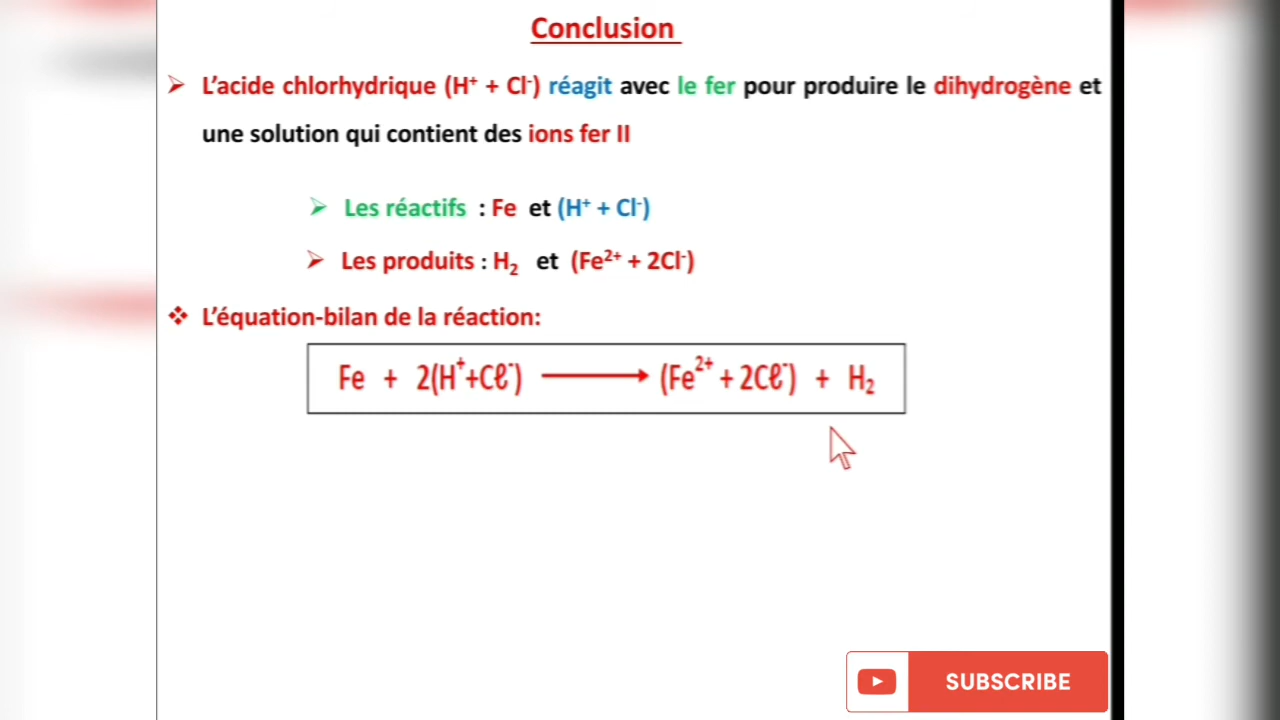 Conclusion
➢ L'acide chlorhydrique (H⁺ + Cl⁻) réagit avec le fer pour produire le dihydrogène et
une solution qui contient des ions fer II
➢ Les réactifs : Fe et (H⁺ + Cl⁻)
➢ Les produits : H₂ et (Fe²⁺ + 2Cl⁻)
❖ L'équation-bilan de la réaction:
Fe + 2(H⁺+Cℓ⁻) ⟶ (Fe²⁺ + 2Cℓ⁻) + H₂
SUBSCRIBE